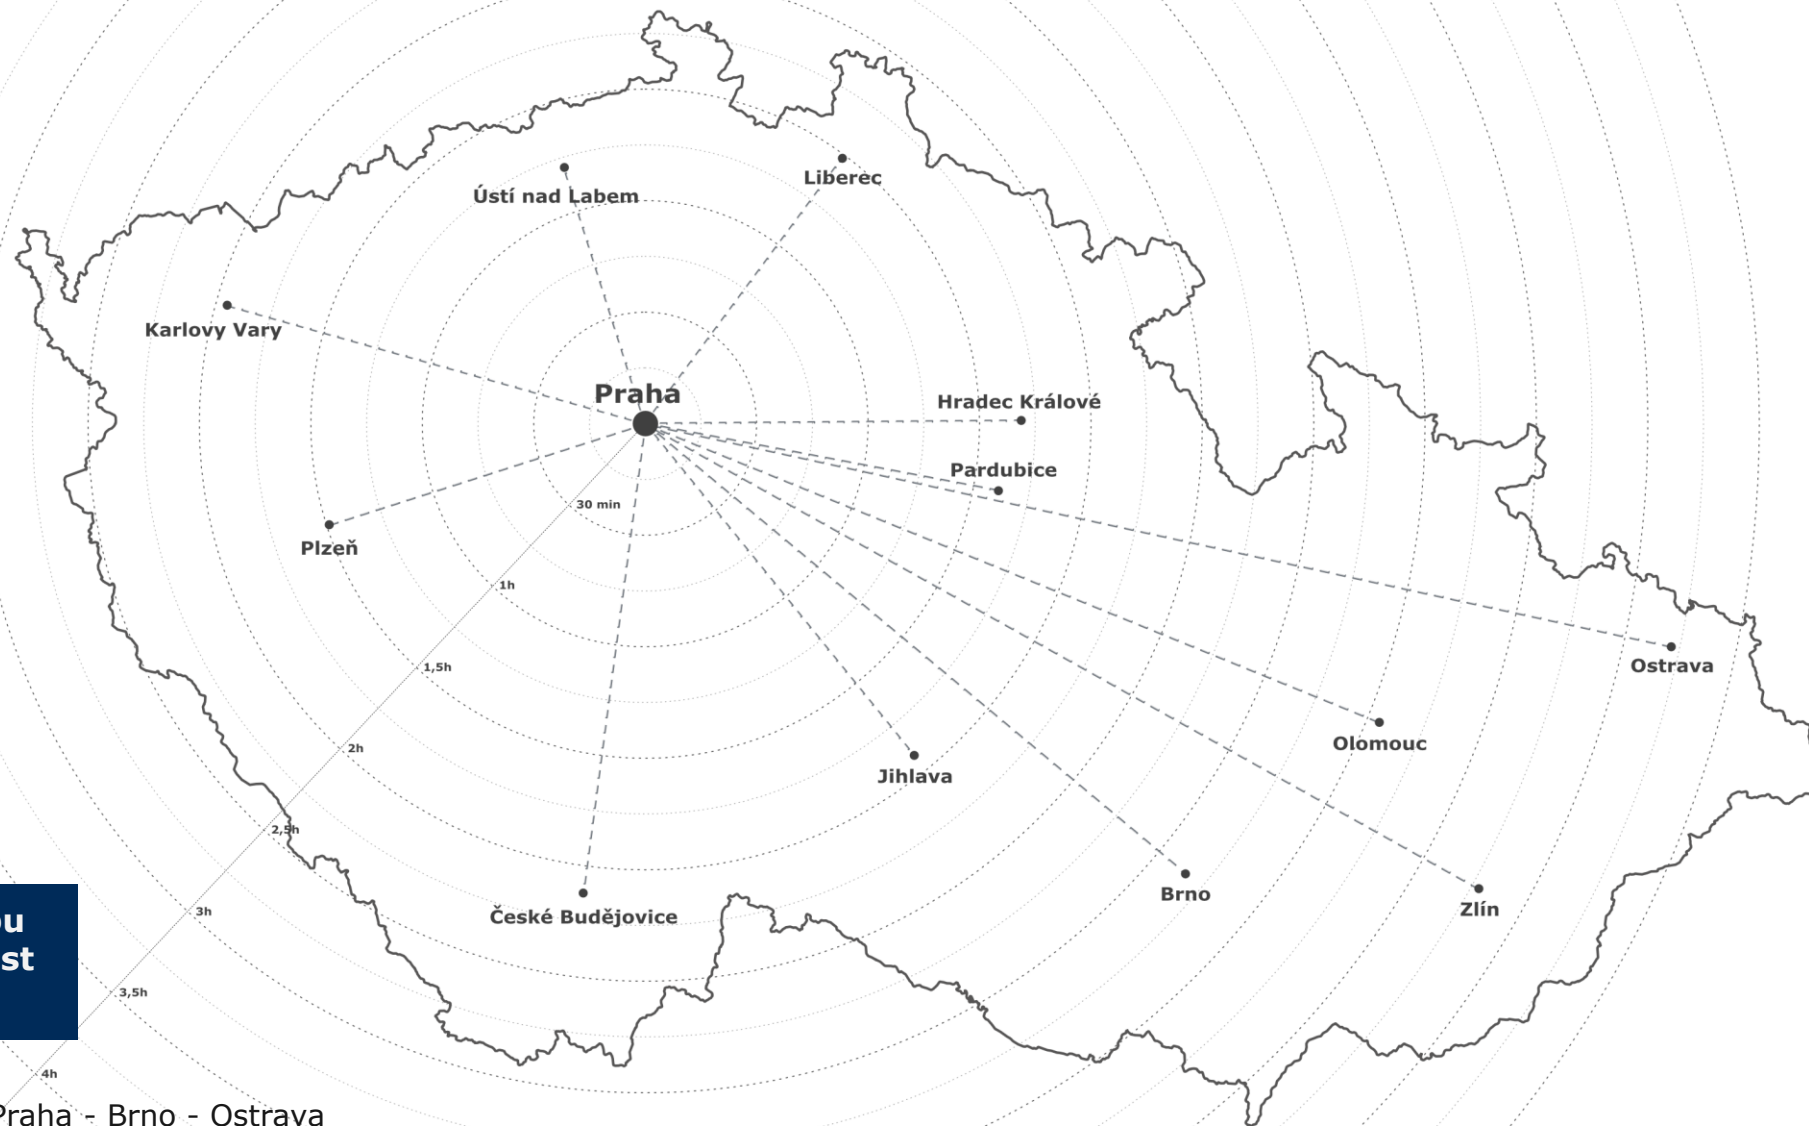 Ústí nad Labem
Liberec
Karlovy Vary
Praha
Hradec Králové
Pardubice
30 min
Plzeň
1h
1,5h
Ostrava
2h
Olomouc
Jihlava
2,5h
Brno
České Budějovice
Zlín
3h
3,5h
4h
Praha - Brno - Ostrava